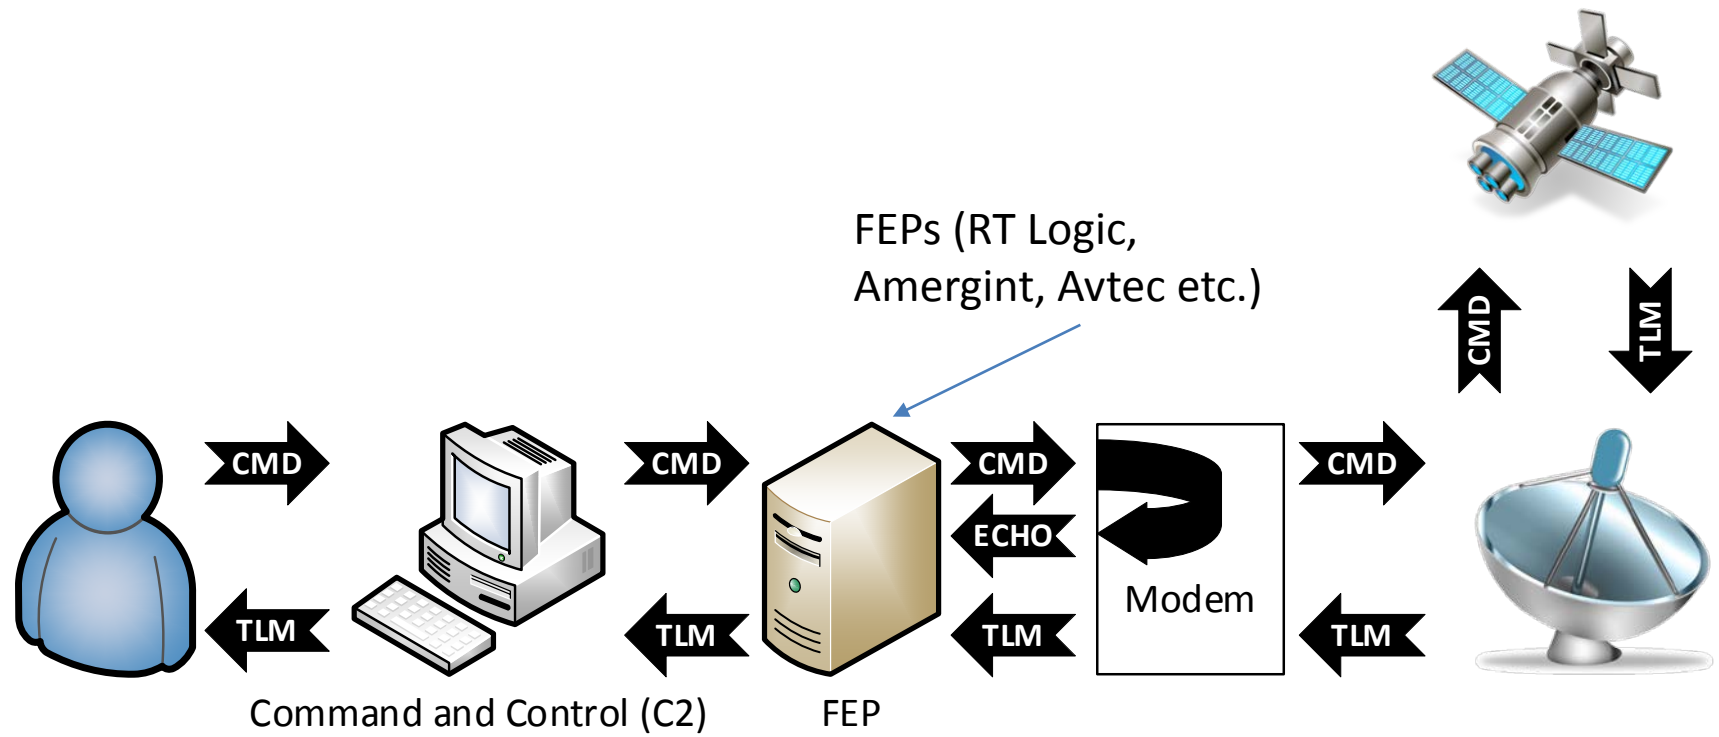 FEPs (RT Logic,
Amergint, Avtec etc.)
CMD
TLM
CMD
CMD
CMD
CMD
ECHO
Modem
TLM
TLM
TLM
TLM
Command and Control (C2)
FEP